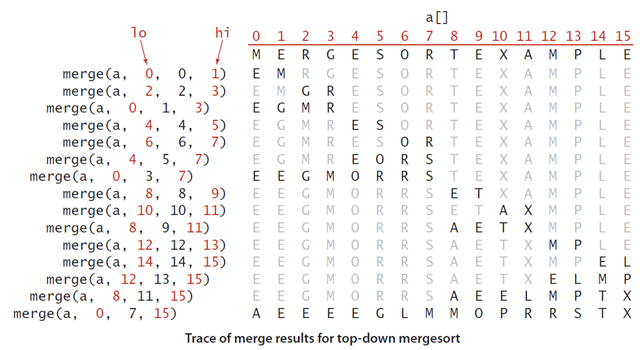 a[]
lo hi 0 1 2 3 4 5 6 7 8 9 10 11 12 13 14 15
M E R G E S O R T E X A M P L E
merge(a, 0, 0, 1) E M R G E S O R T E X A M P L E
merge(a, 2, 2, 3) E M G R E S O R T E X A M P L E
merge(a, 0, 1, 3) E G M R E S O R T E X A M P L E
merge(a, 4, 4, 5) E G M R E S O R T E X A M P L E
merge(a, 6, 6, 7) E G M R E S O R T E X A M P L E
merge(a, 4, 5, 7) E G M R E O R S T E X A M P L E
merge(a, 0, 3, 7) E E G M O R R S T E X A M P L E
merge(a, 8, 8, 9) E E G M O R R S E T X A M P L E
merge(a, 10, 10, 11) E E G M O R R S E T A X M P L E
merge(a, 8, 9, 11) E E G M O R R S A E T X M P L E
merge(a, 12, 12, 13) E E G M O R R S A E T X M P L E
merge(a, 14, 14, 15) E E G M O R R S A E T X M P E L
merge(a, 12, 13, 15) E E G M O R R S A E T X E L M P
merge(a, 8, 11, 15) E E G M O R R S A E E L M P T X
merge(a, 0, 7, 15) A E E E E G L M M O P R R S T X
Trace of merge results for top-down mergesort